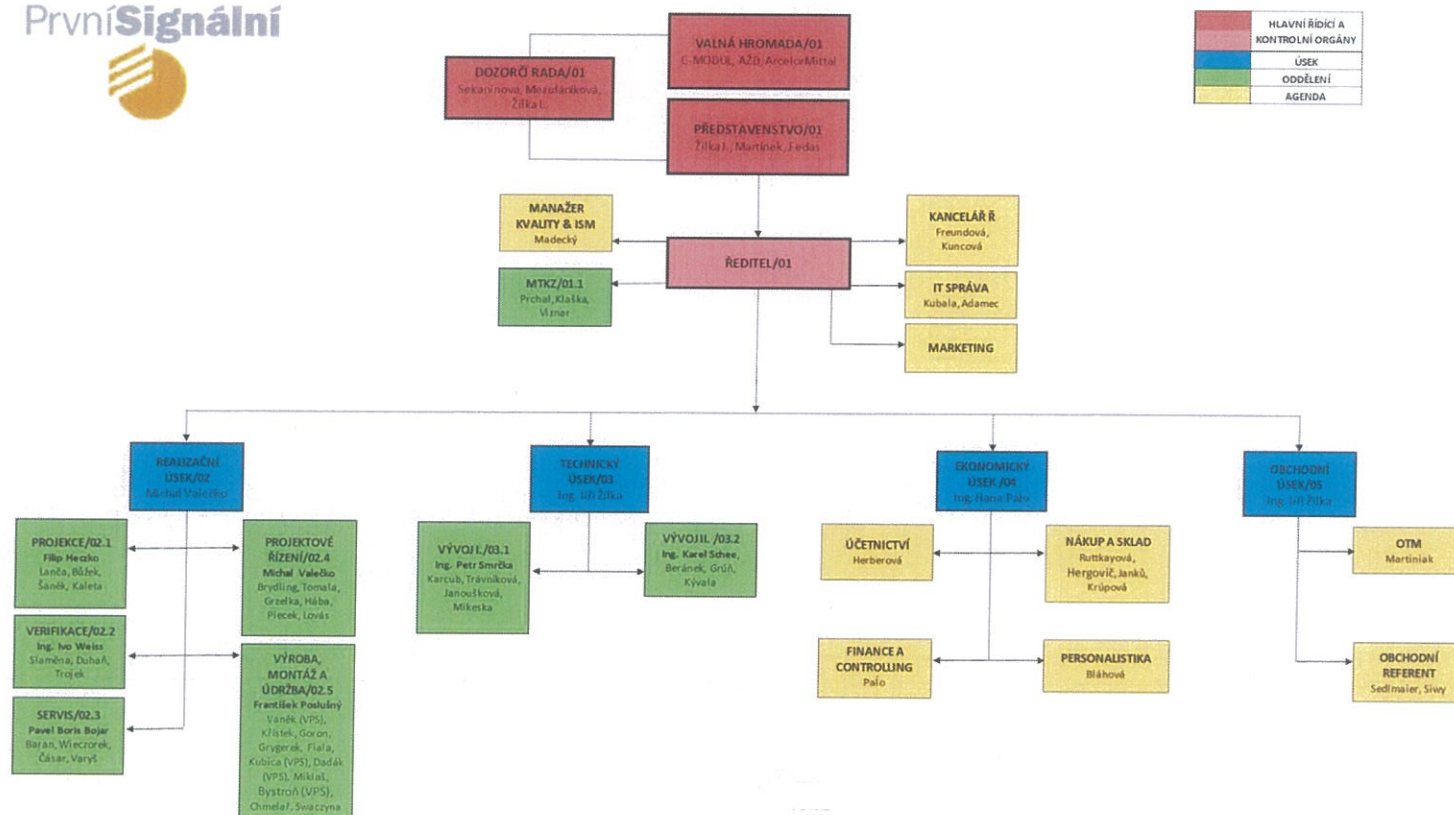 PrvníSignální
HLAVNÍ ŘÍDÍCÍ A
KONTROLNÍ ORGÁNY
ÚSEK
ODDĚLENÍ
AGENDA
VALNÁ HROMADA/01
C-MODUL, AŽD, ArcelorMittal
DOZORČÍ RADA/01
Sekaninová, Mezuláníková,
Žilka L.
PŘEDSTAVENSTVO/01
Žilka J., Martínek, Fedas
MANAŽER
KVALITY & ISM
Madecký
KANCELÁŘ Ř
Freundová,
Kuncová
ŘEDITEL/01
MTKZ/01.1
Prchal, Klaška,
Viznar
IT SPRÁVA
Kubala, Adamec
MARKETING
REALIZAČNÍ
ÚSEK/02
Michal Valečko
TECHNICKÝ
ÚSEK/03
Ing. Jiří Žilka
EKONOMICKÝ
ÚSEK /04
Ing. Hana Palo
OBCHODNÍ
ÚSEK/05
Ing. Jiří Žilka
PROJEKCE/02.1
Filip Heczko
Lanča, Bůžek,
Šaněk, Kaleta
PROJEKTOVÉ
ŘÍZENÍ/02.4
Michal Valečko
Brydling, Tomala,
Grzelka, Hába,
Piecek, Lovás
VÝVOJ I./03.1
Ing. Petr Smrčka
Karcub, Trávníková,
Janoušková,
Mikeska
VÝVOJ II. /03.2
Ing. Karel Schee,
Beránek, Grúň,
Kývala
ÚČETNICTVÍ
Herberová
NÁKUP A SKLAD
Ruttkayová,
Hergovič, Janků,
Krúpová
OTM
Martiniak
VERIFIKACE/02.2
Ing. Ivo Weiss
Slaměna, Duhaň,
Trojek
VÝROBA,
MONTÁŽ A
ÚDRŽBA/02.5
František Poslušný
Vaněk (VPS),
Křístek, Goron,
Grygerek, Fiala,
Kubica (VPS), Dadák
(VPS), Miklaš,
Bystroň (VPS),
Chmelař, Swaczyna
FINANCE A
CONTROLLING
Palo
PERSONALISTIKA
Bláhová
OBCHODNÍ
REFERENT
Sedlmaier, Siwy
SERVIS/02.3
Pavel Boris Bojar
Baran, Wieczorek,
Čásar, Varyš